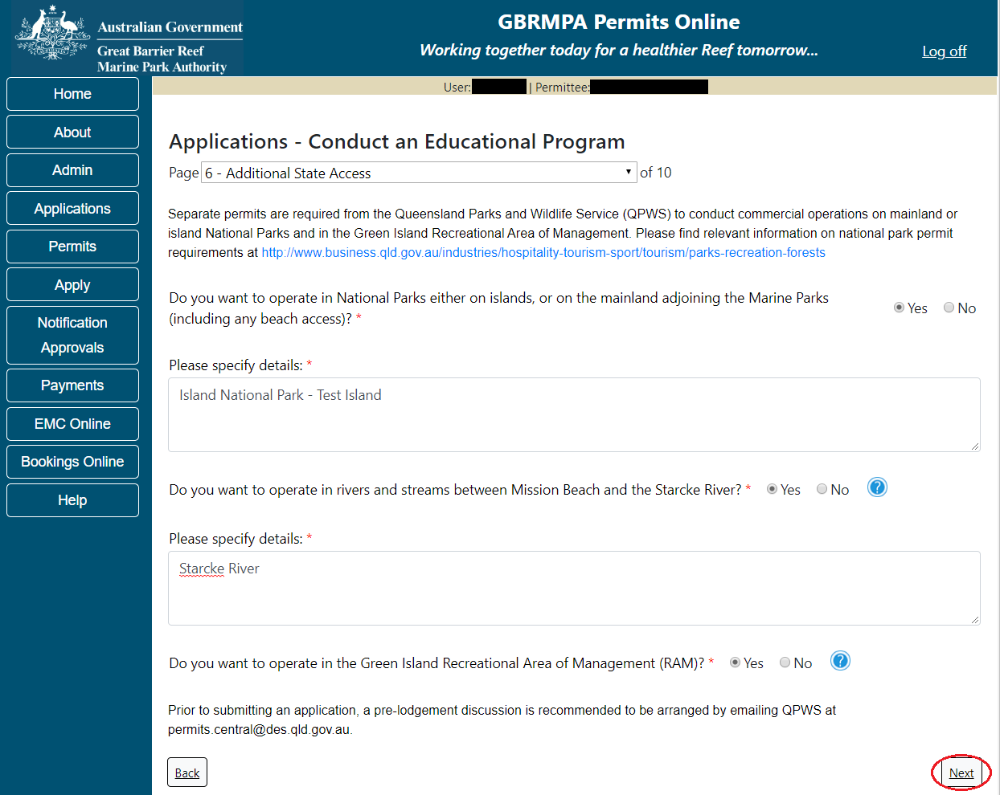 Australian Government
Great Barrier Reef
Marine Park Authority
GBRMPA Permits Online
Working together today for a healthier Reef tomorrow...
Log off
User: | Permittee:
Home
About
Admin
Applications
Permits
Apply
Notification
Approvals
Payments
EMC Online
Bookings Online
Help
Applications - Conduct an Educational Program
Page 6 - Additional State Access of 10
Separate permits are required from the Queensland Parks and Wildlife Service (QPWS) to conduct commercial operations on mainland or
island National Parks and in the Green Island Recreational Area of Management. Please find relevant information on national park permit
requirements at http://www.business.qld.gov.au/industries/hospitality-tourism-sport/tourism/parks-recreation-forests
Do you want to operate in National Parks either on islands, or on the mainland adjoining the Marine Parks
(including any beach access)? *
Yes No
Please specify details: *
Island National Park - Test Island
Do you want to operate in rivers and streams between Mission Beach and the Starcke River? * Yes No ?
Please specify details: *
Starcke River
Do you want to operate in the Green Island Recreational Area of Management (RAM)? * Yes No ?
Prior to submitting an application, a pre-lodgement discussion is recommended to be arranged by emailing QPWS at
permits.central@des.qld.gov.au.
Back
Next